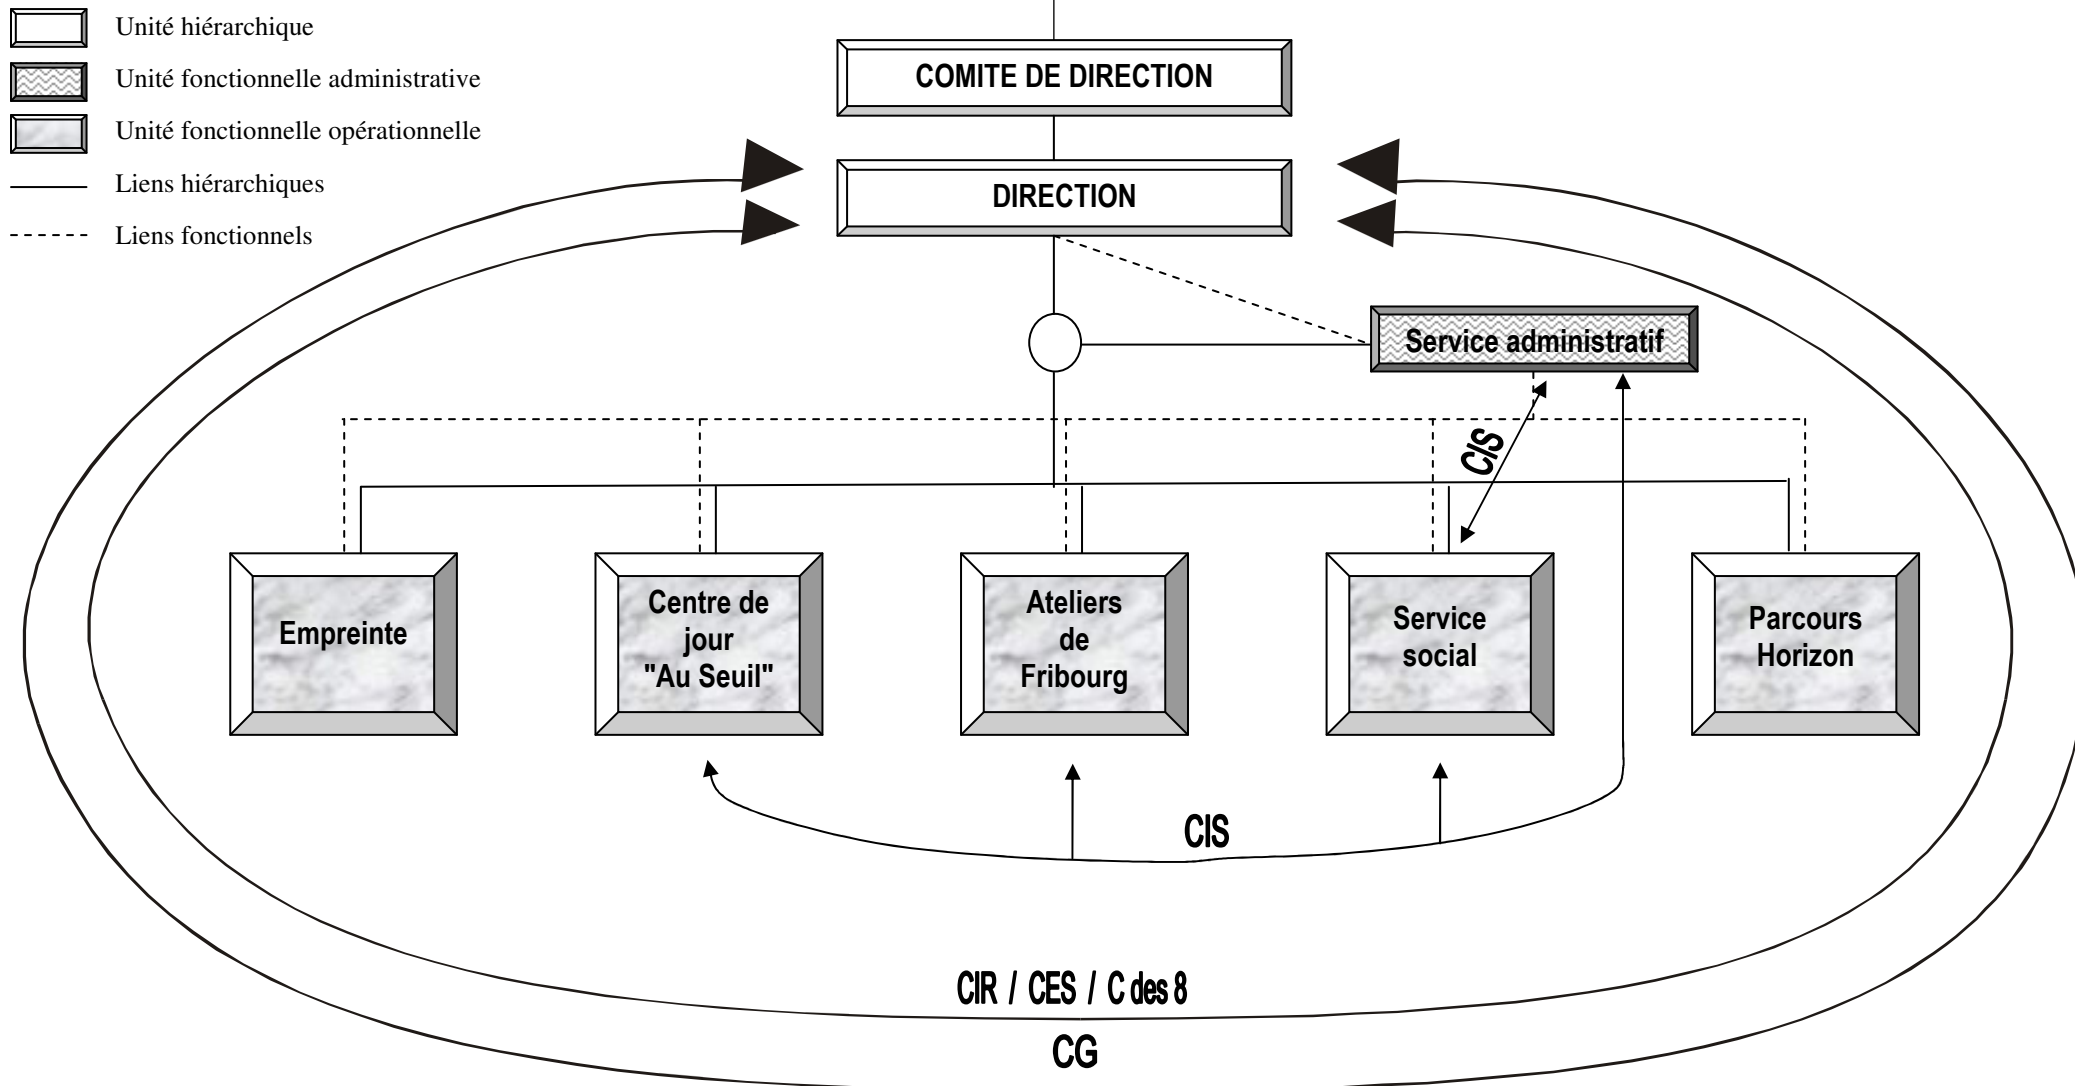 Unité hiérarchique
Unité fonctionnelle administrative
Unité fonctionnelle opérationnelle
Liens hiérarchiques
Liens fonctionnels
COMITE DE DIRECTION
DIRECTION
Service administratif
CIS
Empreinte
Centre de
jour
"Au Seuil"
Ateliers
de
Fribourg
Service
social
Parcours
Horizon
CIS
CIR / CES / C des 8
CG